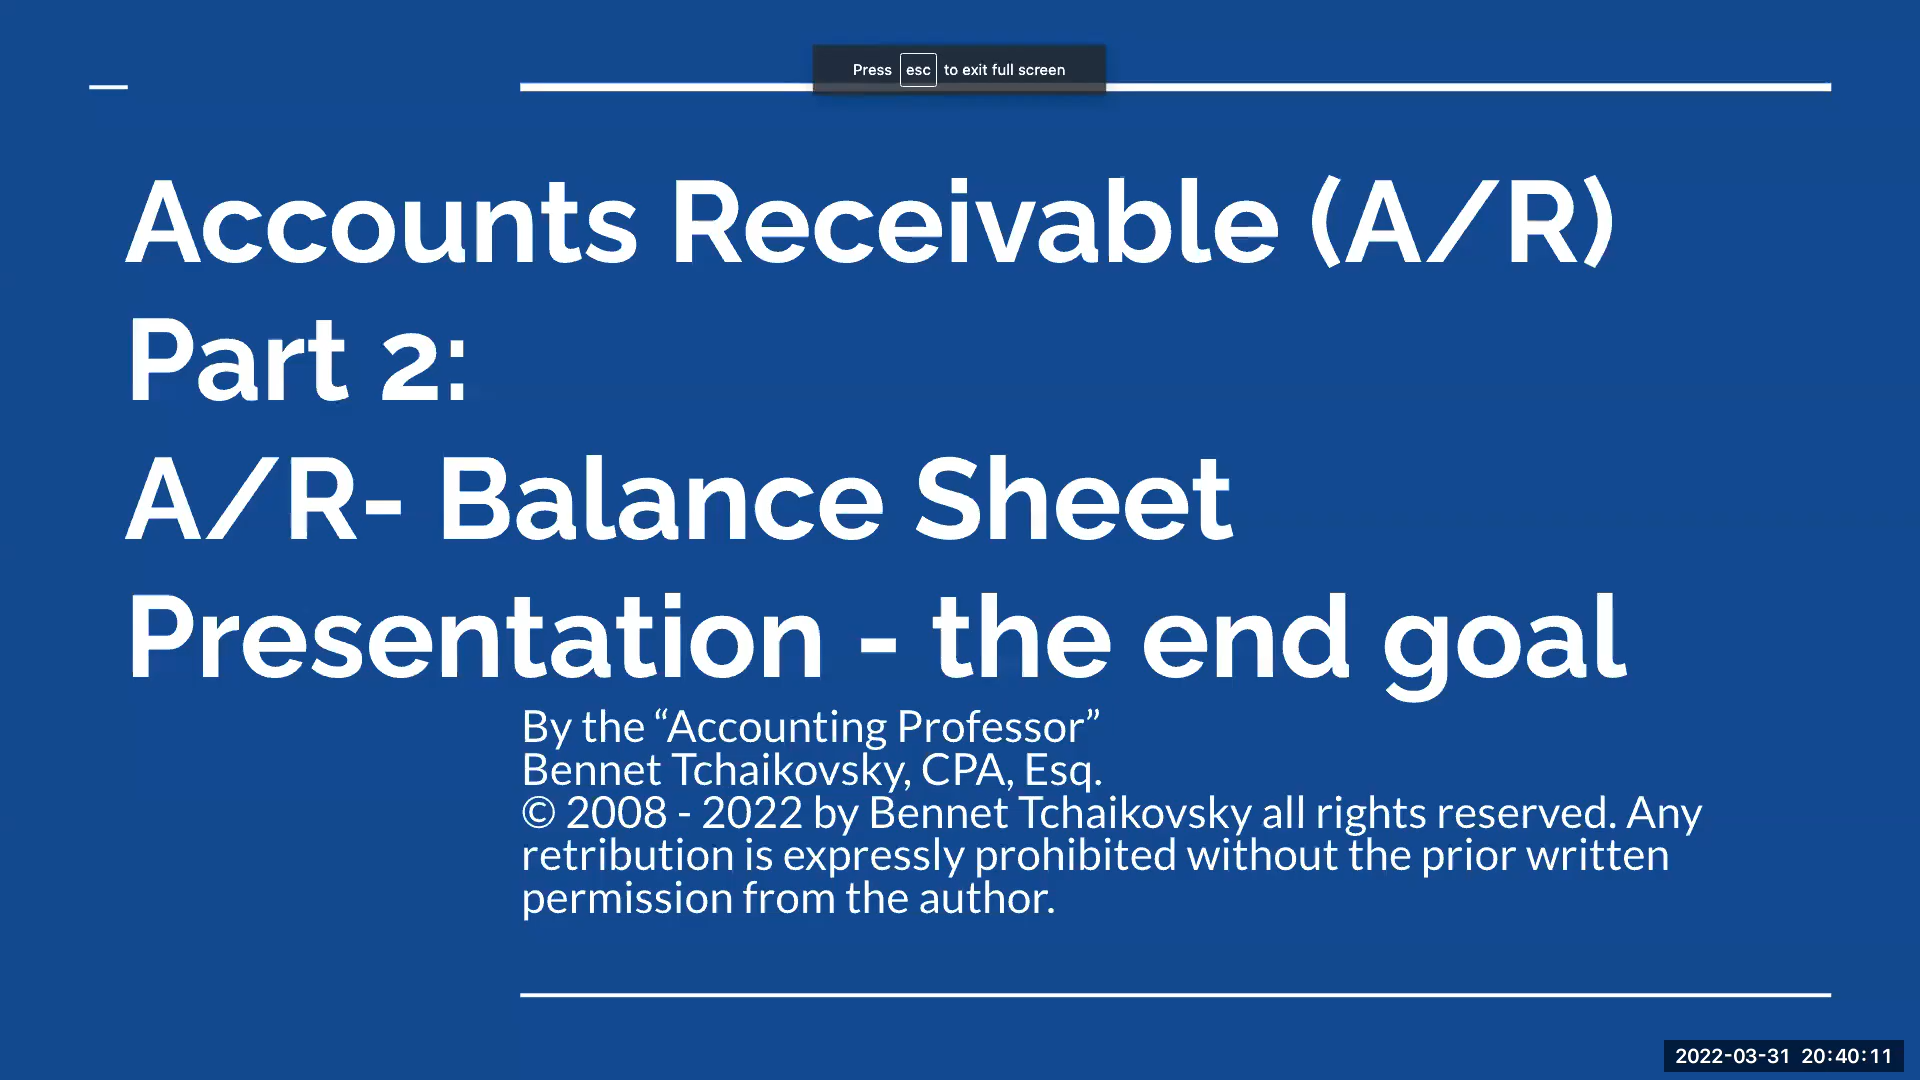 Press esc to exit full screen
Accounts Receivable (A/R)
Part 2:
A/R- Balance Sheet
Presentation - the end goal
By the “Accounting Professor”
Bennet Tchaikovsky, CPA, Esq.
© 2008 - 2022 by Bennet Tchaikovsky all rights reserved. Any
retribution is expressly prohibited without the prior written
permission from the author.
2022-03-31 20:40:11